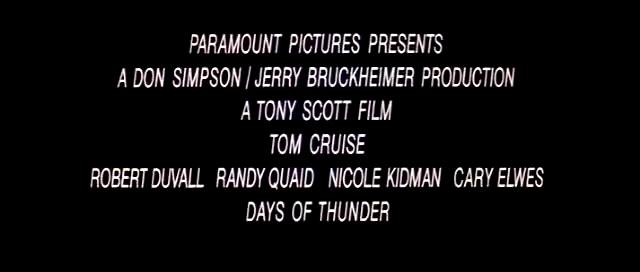 PARAMOUNT PICTURES PRESENTS
A DON SIMPSON / JERRY BRUCKHEIMER PRODUCTION
A TONY SCOTT FILM
TOM CRUISE
ROBERT DUVALL RANDY QUAID NICOLE KIDMAN CARY ELWES
DAYS OF THUNDER